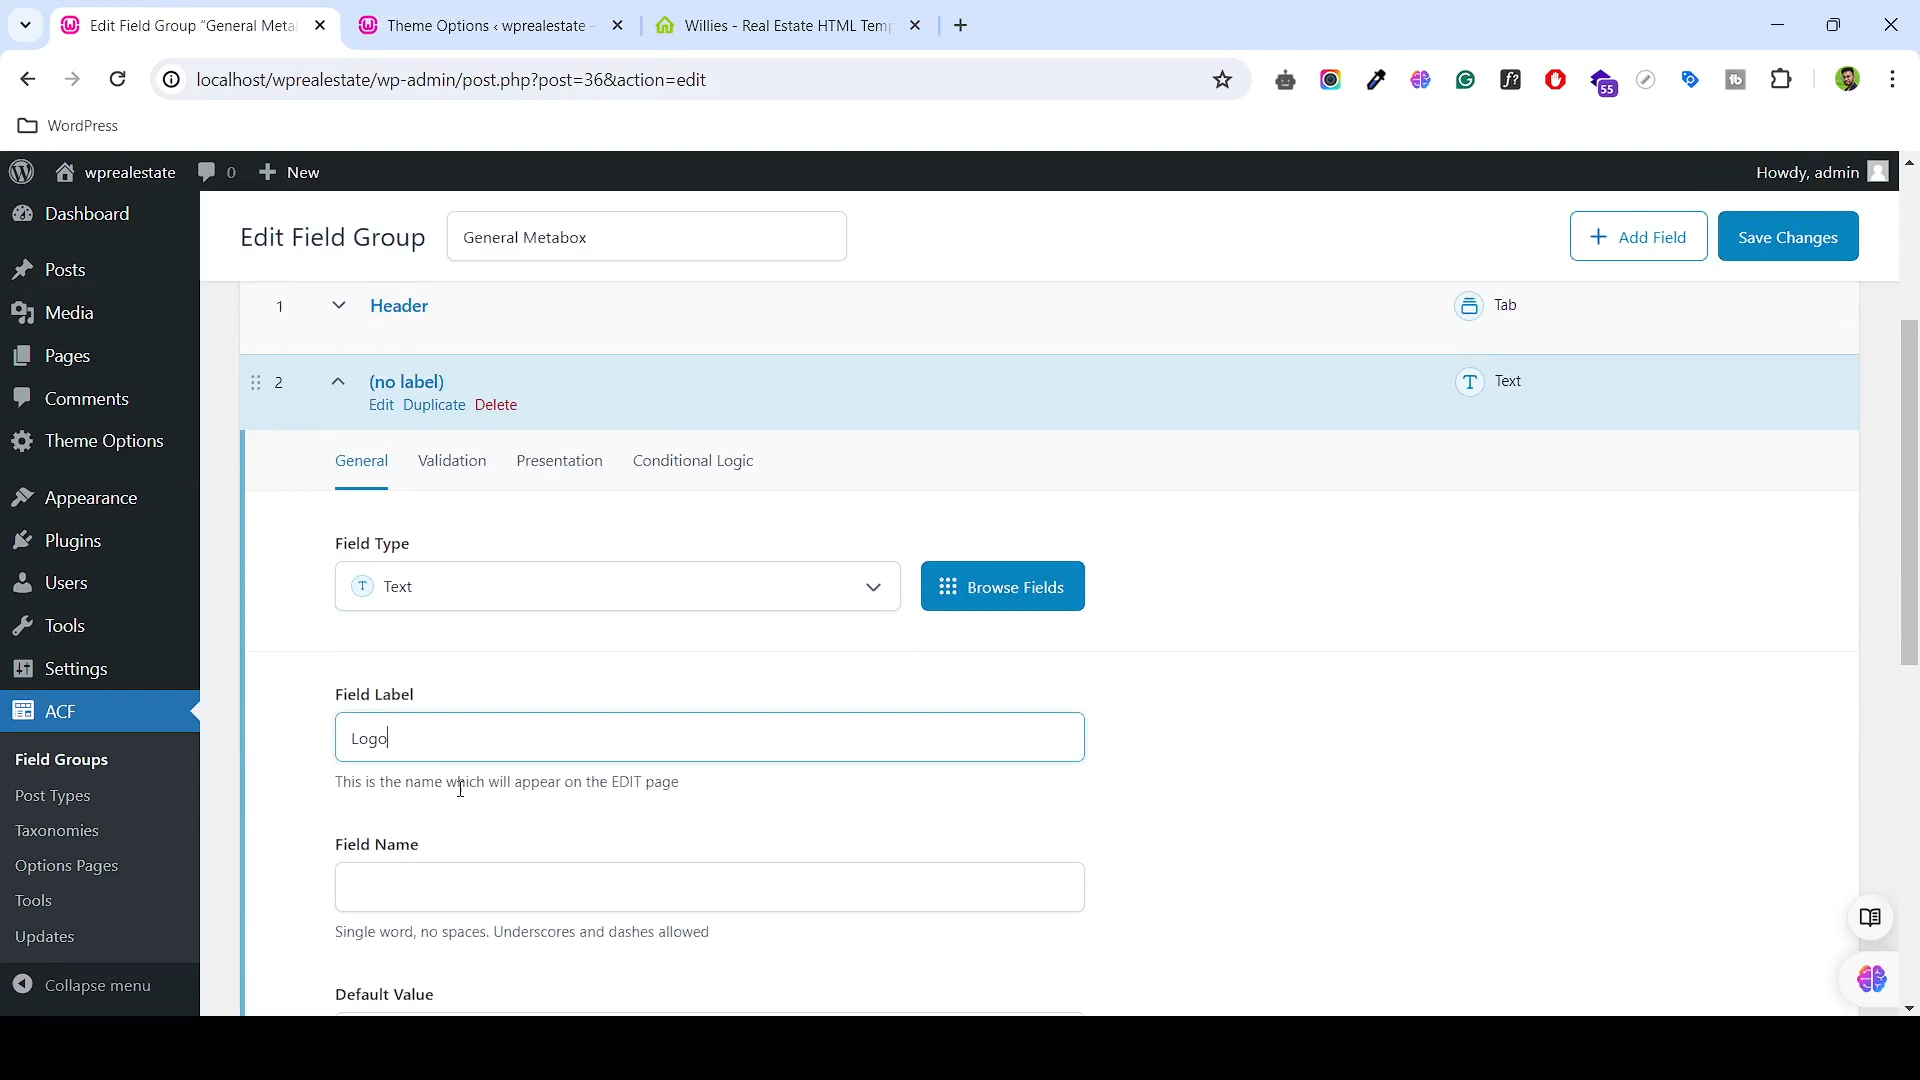 Edit Field Group “General Metal
Theme Options ‹ wprealestate -
Willies - Real Estate HTML Temp
localhost/wprealestate/wp-admin/post.php?post=36&action=edit
f?
55
tb
WordPress
wprealestate
0
New
Howdy, admin
Dashboard
Posts
Media
Pages
Comments
Theme Options
Appearance
Plugins
Users
Tools
Settings
ACF
Field Groups
Post Types
Taxonomies
Options Pages
Tools
Updates
Collapse menu
Edit Field Group
General Metabox
Add Field
Save Changes
1
Header
Tab
2
(no label)
T
Text
Edit Duplicate Delete
General
Validation
Presentation
Conditional Logic
Field Type
T
Text
Browse Fields
Field Label
Logo
This is the name which will appear on the EDIT page
Field Name
Single word, no spaces. Underscores and dashes allowed
Default Value